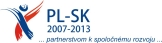 PL-SK
2007-2013
... partnerstvom k spoločnému rozvoju ...